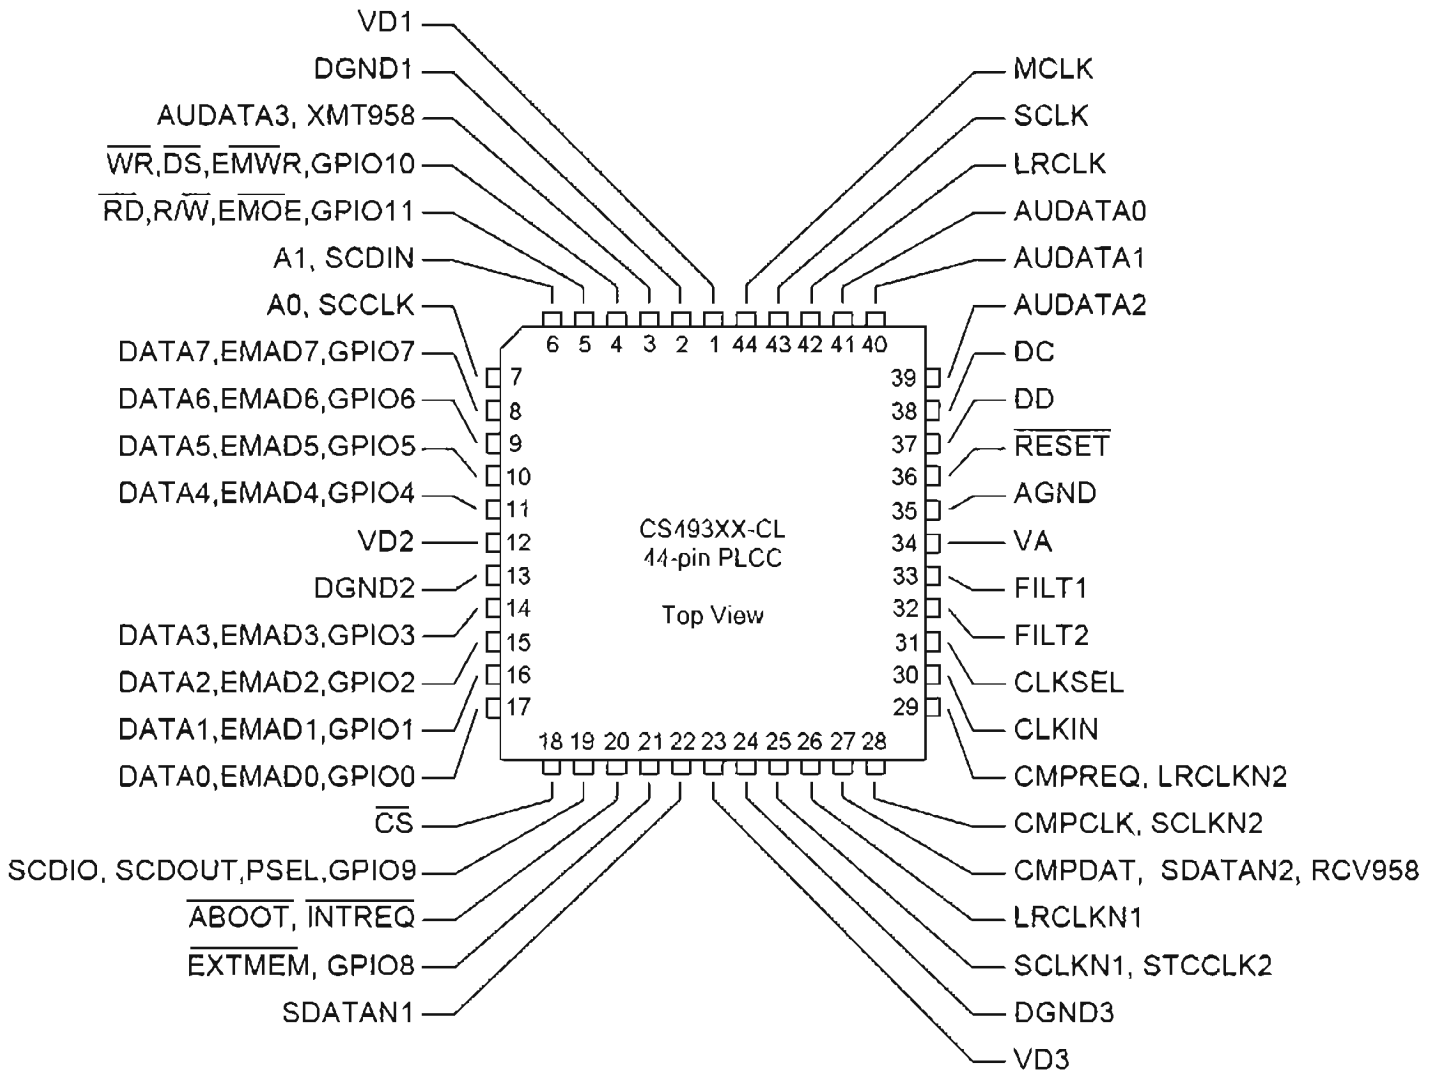 VD1
DGND1
AUDATA3, XMT958
WR,DS,EMWR,GPIO10
RD,R/W,EMOE,GPIO11
A1, SCDIN
A0, SCCLK
DATA7,EMAD7,GPIO7
DATA6,EMAD6,GPIO6
DATA5,EMAD5,GPIO5
DATA4,EMAD4,GPIO4
VD2
DGND2
DATA3,EMAD3,GPIO3
DATA2,EMAD2,GPIO2
DATA1,EMAD1,GPIO1
DATA0,EMAD0,GPIO0
CS
SCDIO, SCDOUT,PSEL,GPIO9
ABOOT, INTREQ
EXTMEM, GPIO8
SDATAN1
6 5 4 3 2 1 44 43 42 41 40
7
8
9
10
11
12
13
14
15
16
17
CS493XX-CL
44-pin PLCC
Top View
39
38
37
36
35
34
33
32
31
30
29
18 19 20 21 22 23 24 25 26 27 28
MCLK
SCLK
LRCLK
AUDATA0
AUDATA1
AUDATA2
DC
DD
RESET
AGND
VA
FILT1
FILT2
CLKSEL
CLKIN
CMPREQ, LRCLKN2
CMPCLK, SCLKN2
CMPDAT, SDATAN2, RCV958
LRCLKN1
SCLKN1, STCCLK2
DGND3
VD3